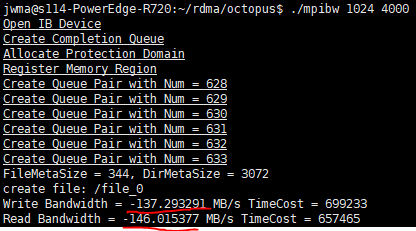 jwma@s114-PowerEdge-R720:~/rdma/octopus$ ./mpibw 1024 4000
Open IB Device
Create Completion Queue
Allocate Protection Domain
Register Memory Region
Create Queue Pair with Num = 628
Create Queue Pair with Num = 629
Create Queue Pair with Num = 630
Create Queue Pair with Num = 631
Create Queue Pair with Num = 632
Create Queue Pair with Num = 633
FileMetaSize = 344, DirMetaSize = 3072
create file: /file_0
Write Bandwidth = -137.293291 MB/s TimeCost = 699233
Read Bandwidth = -146.015377 MB/s TimeCost = 657465